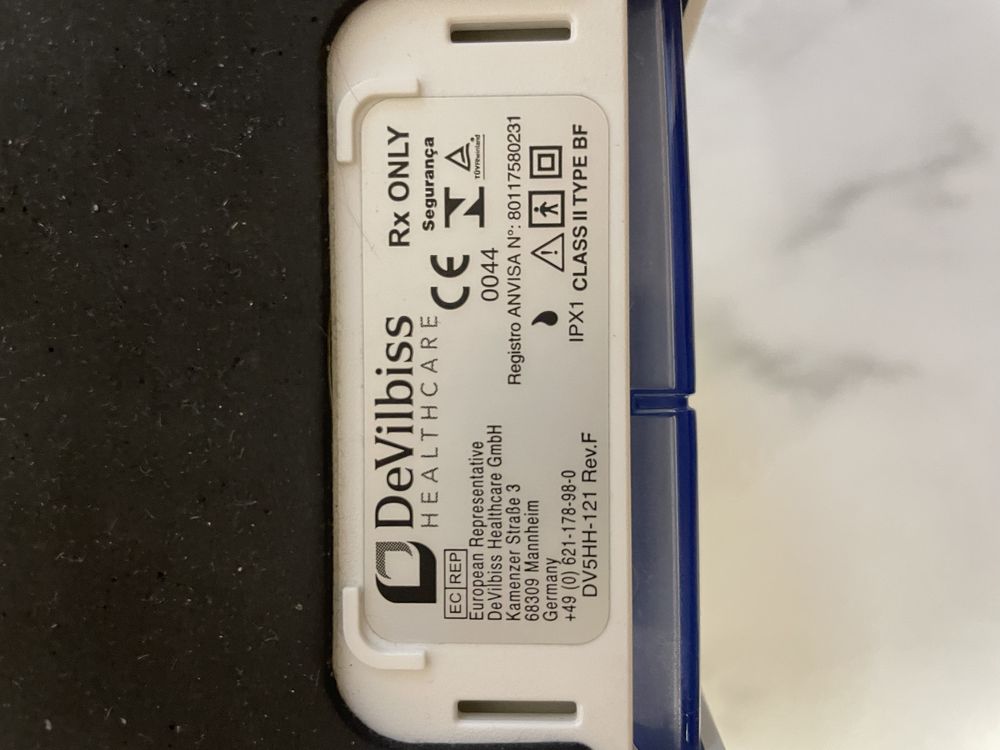 DeVilbiss
HEALTHCARE
Rx ONLY
Segurança
CE
0044
TÜVRheinland
EC REP
European Representative
DeVilbiss Healthcare GmbH
Kamenzer Straße 3
68309 Mannheim
Germany
+49 (0) 621-178-98-0
DV5HH-121 Rev.F
Registro ANVISA N°: 80117580231
IPX1 CLASS II TYPE BF